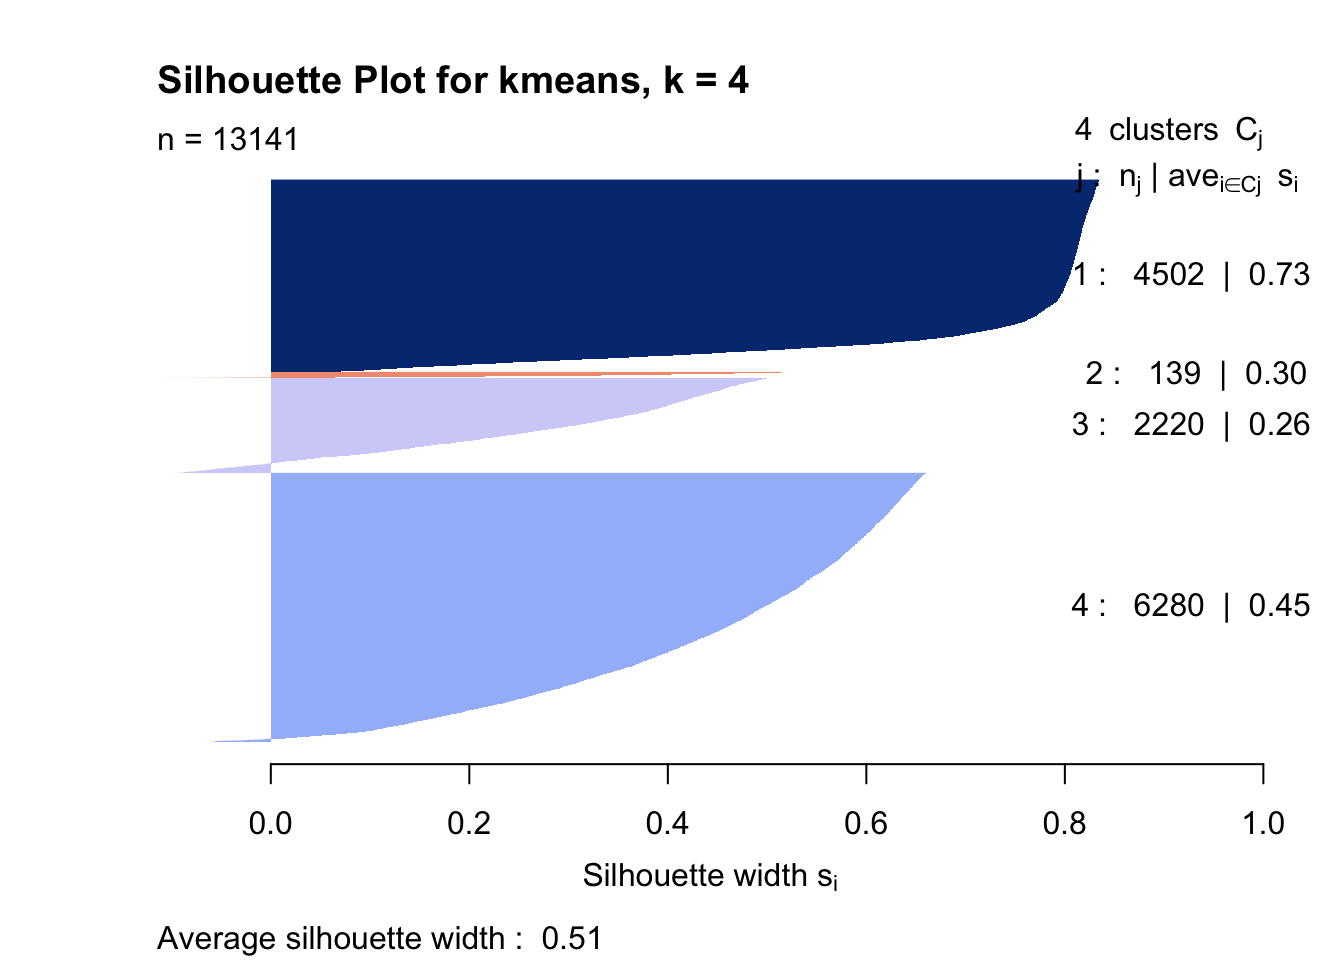 Silhouette Plot for kmeans, k = 4
n = 13141
4 clusters Cj
j : nj | avei∈Cj si
1 : 4502 | 0.73
2 : 139 | 0.30
3 : 2220 | 0.26
4 : 6280 | 0.45
0.0 0.2 0.4 0.6 0.8 1.0
Silhouette width si
Average silhouette width : 0.51